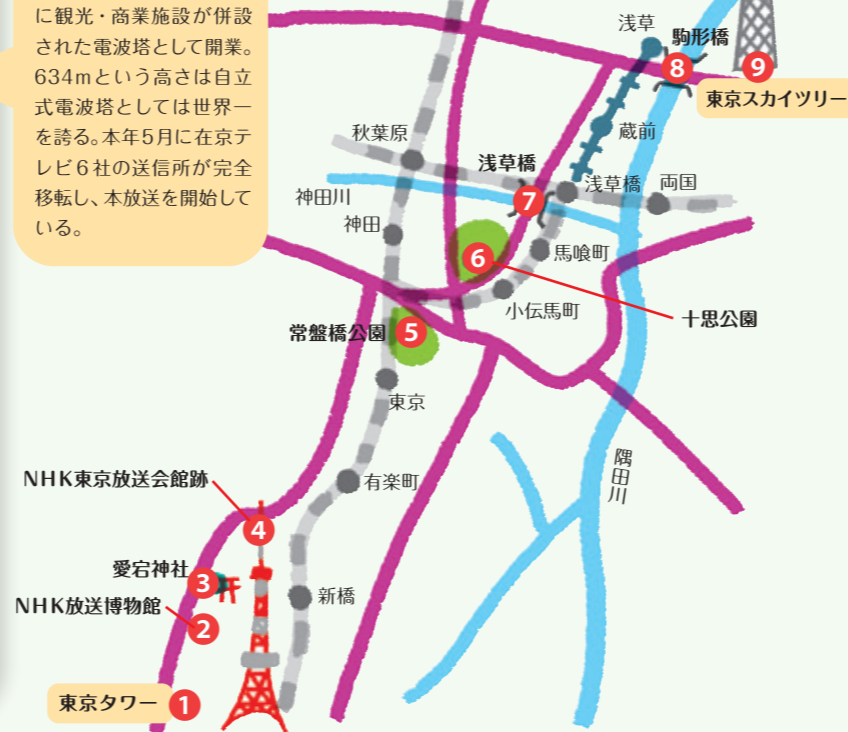 に観光・商業施設が併設
された電波塔として開業。
634mという高さは自立
式電波塔としては世界一
を誇る。本年5月に在京テ
レビ6社の送信所が完全
移転し、本放送を開始して
いる。
浅草
駒形橋
8
9
東京スカイツリー
蔵前
秋葉原
浅草橋
7
浅草橋
両国
神田川
神田
6
馬喰町
小伝馬町
十思公園
常盤橋公園
5
東京
隅田川
有楽町
NHK東京放送会館跡
4
愛宕神社
3
NHK放送博物館
2
新橋
東京タワー
1